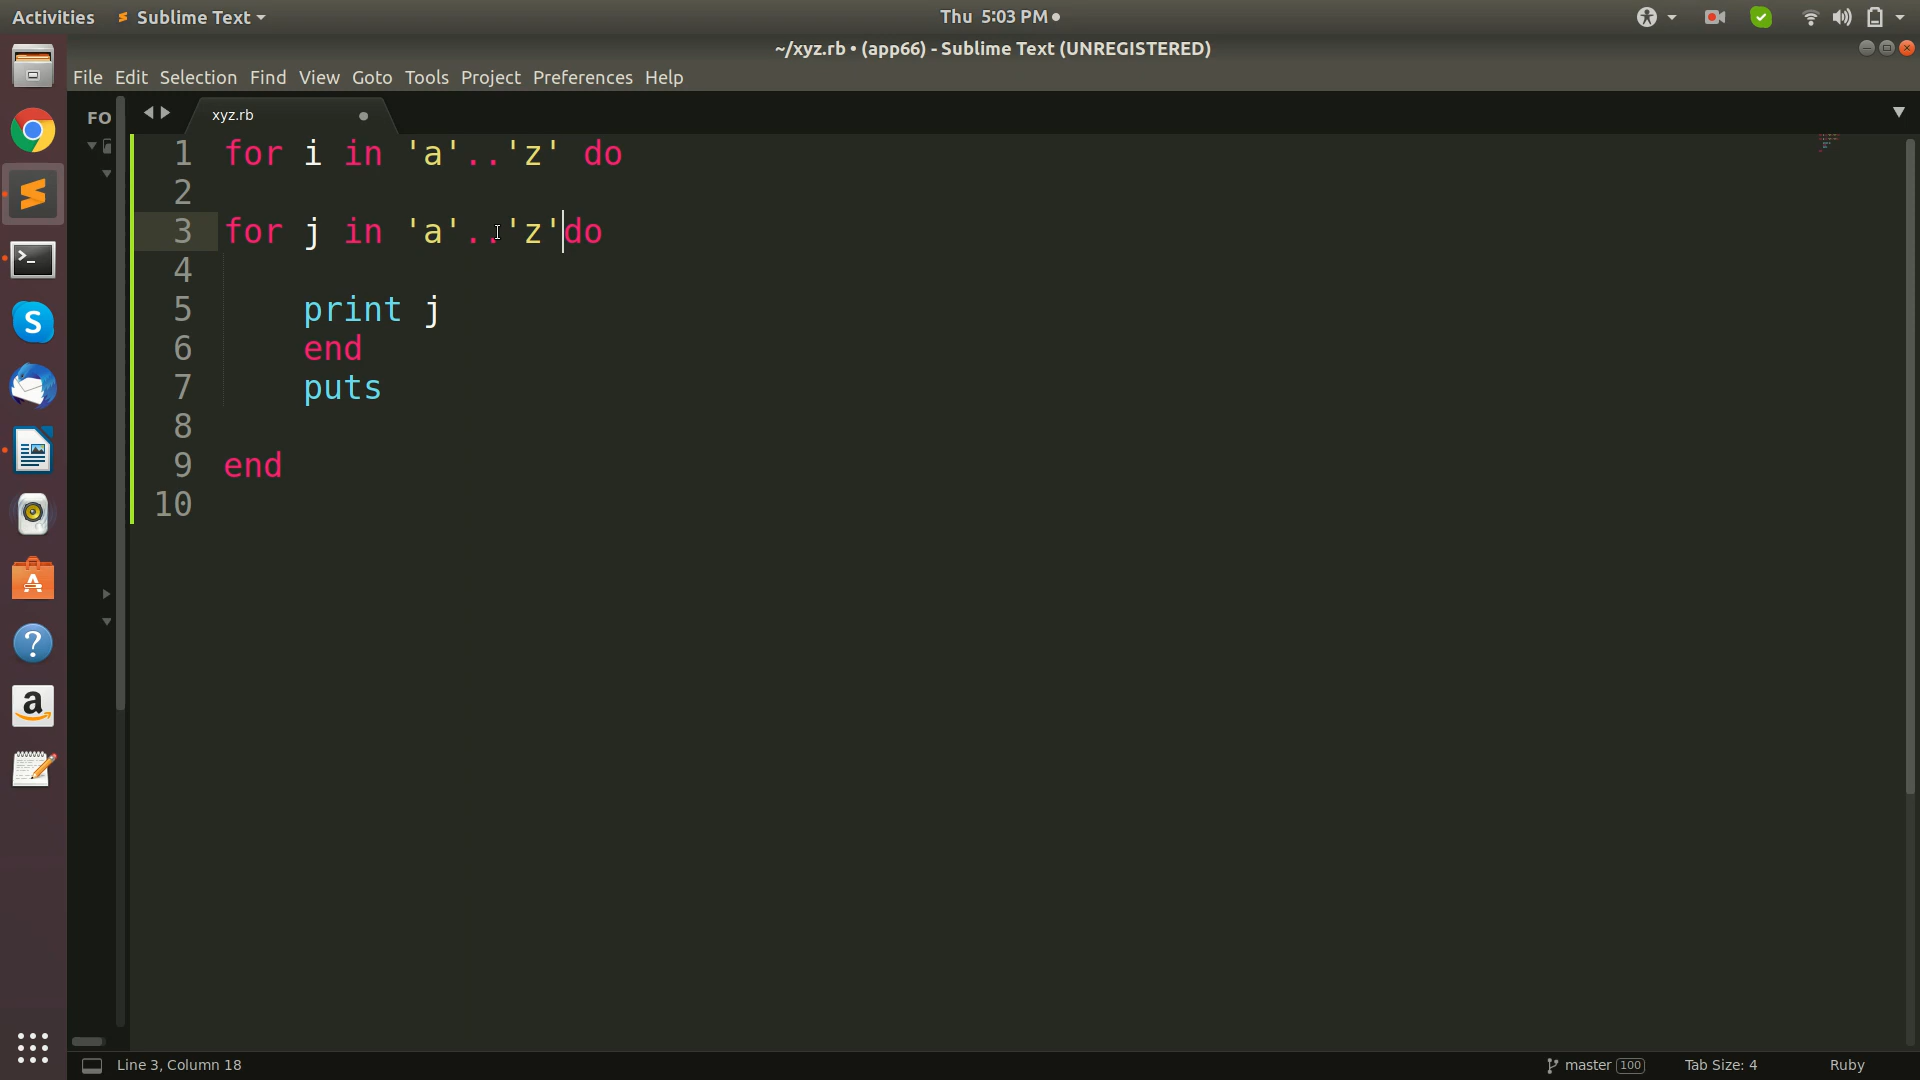 Activities Sublime Text Thu 5:03 PM
~/xyz.rb • (app66) - Sublime Text (UNREGISTERED)
File Edit Selection Find View Goto Tools Project Preferences Help
FO
xyz.rb
1 for i in 'a'..'z' do
2
3 for j in 'a'..'z'do
4
5 print j
6 end
7 puts
8
9 end
10
Line 3, Column 18 master 100 Tab Size: 4 Ruby